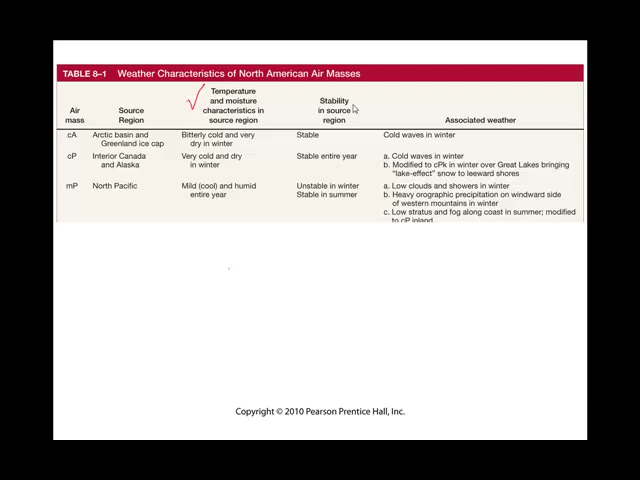 TABLE 8–1 Weather Characteristics of North American Air Masses
Air mass
Source Region
Temperature and moisture characteristics in source region
Stability in source region
Associated weather
cA
Arctic basin and Greenland ice cap
Bitterly cold and very dry in winter
Stable
Cold waves in winter
cP
Interior Canada and Alaska
Very cold and dry in winter
Stable entire year
a. Cold waves in winter
b. Modified to cPk in winter over Great Lakes bringing
“lake-effect” snow to leeward shores
mP
North Pacific
Mild (cool) and humid entire year
Unstable in winter
Stable in summer
a. Low clouds and showers in winter
b. Heavy orographic precipitation on windward side
of western mountains in winter
c. Low stratus and fog along coast in summer; modified
to cP inland
Copyright © 2010 Pearson Prentice Hall, Inc.